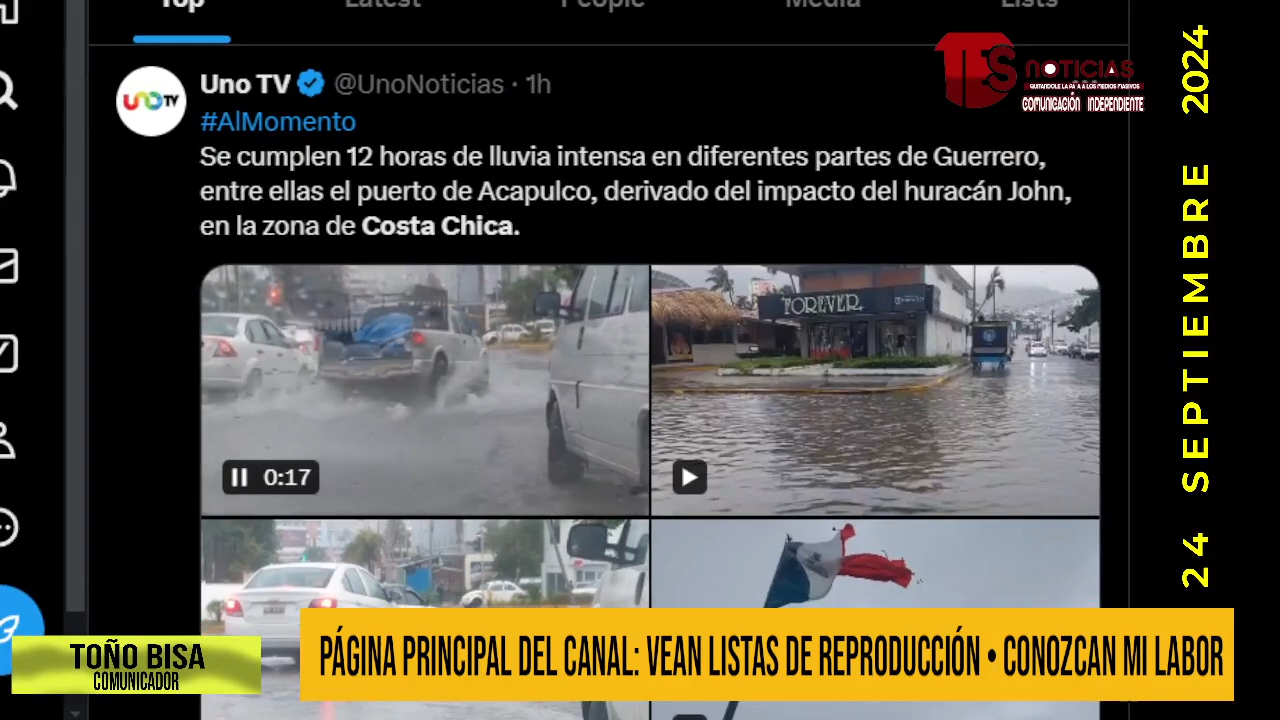 Top Latest People Media Lists
Uno TV @UnoNoticias · 1h
#AlMomento
Se cumplen 12 horas de lluvia intensa en diferentes partes de Guerrero,
entre ellas el puerto de Acapulco, derivado del impacto del huracán John,
en la zona de Costa Chica.
UNO TV
TES NOTICIAS
COMUNICACIÓN INDEPENDIENTE
24 SEPTIEMBRE 2024
FOREVER
0:17
TOÑO BISA
COMUNICADOR
PÁGINA PRINCIPAL DEL CANAL: VEAN LISTAS DE REPRODUCCIÓN • CONOZCAN MI LABOR